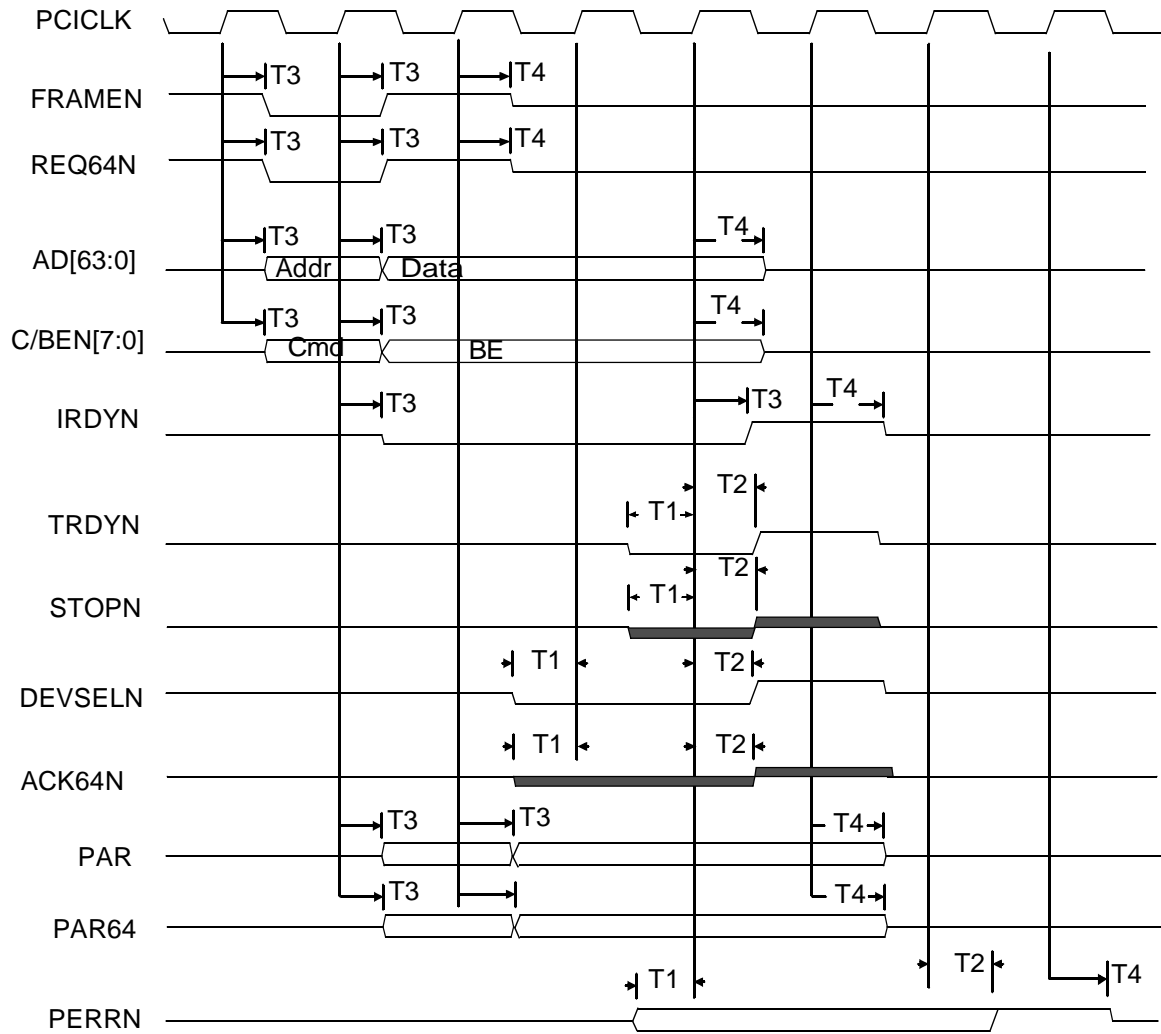 PCICLK
T3 T3 T4
FRAMEN
T3 T3 T4
REQ64N
T3 T3 T4
AD[63:0] Addr Data
T3 T3 T4
C/BEN[7:0] Cmd BE
T3 T3 T4
IRDYN
T2
T1
TRDYN
T2
T1
STOPN
T1 T2
DEVSELN
T1 T2
ACK64N
T3 T3 T4
PAR
T3 T4
PAR64
T1 T2 T4
PERRN